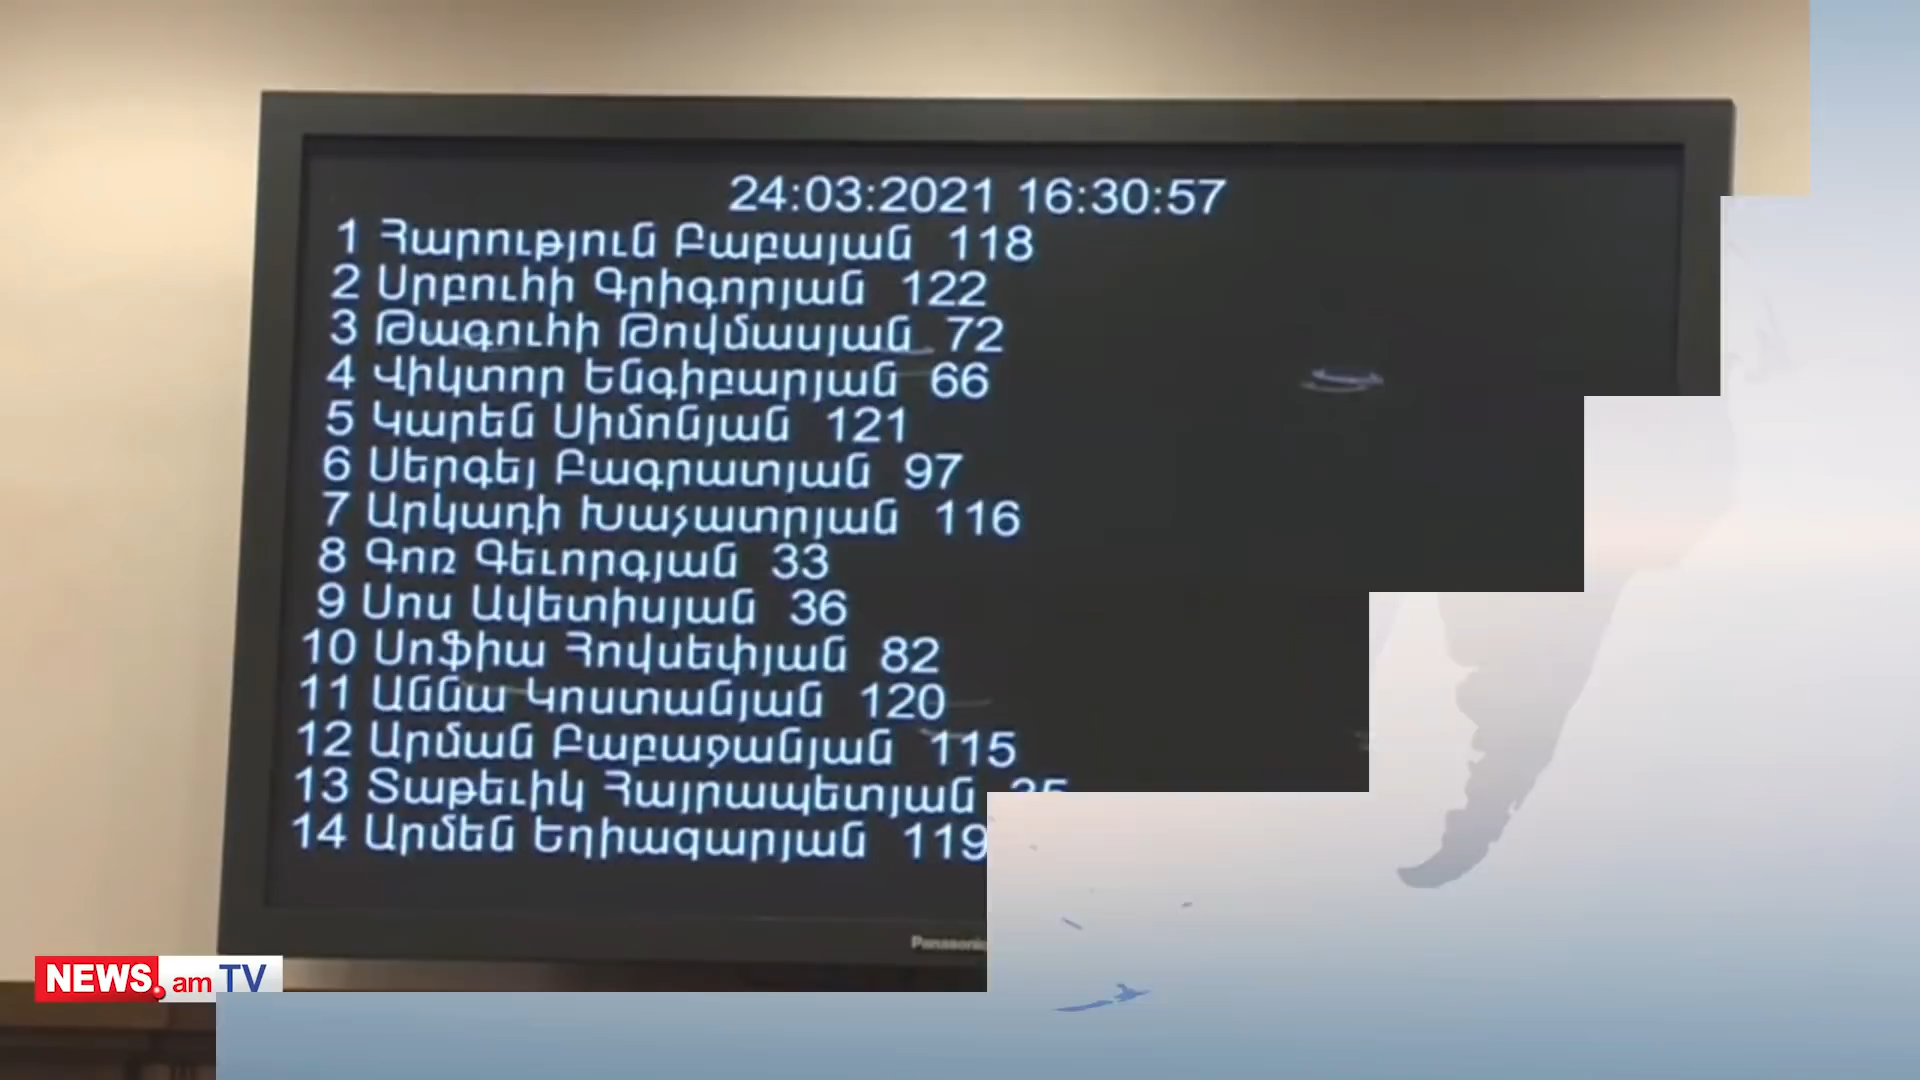 24:03:2021 16:30:57
1 Հարություն Բաբայան 118
2 Սրբուհի Գրիգորյան 122
3 Թագուհի Թովմասյան 72
4 Վիկտոր Ենգիբարյան 66
5 Կարեն Սիմոնյան 121
6 Սերգեյ Բագրատյան 97
7 Արկադի Խաչատրյան 116
8 Գոռ Գեւորգյան 33
9 Սոս Ավետիսյան 36
10 Սոֆիա Հովսեփյան 82
11 Աննա Կոստանյան 120
12 Արման Բաբաջանյան 115
13 Տաթեւիկ Հայրապետյան
14 Արմեն Եղիազարյան 119
Panasonic
NEWS.am TV